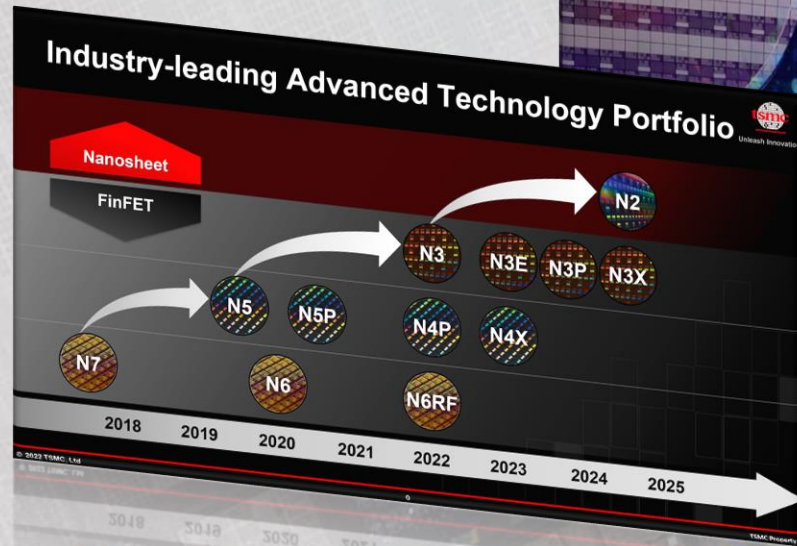 Industry-leading Advanced Technology Portfolio
tsmc
Unleash Innovation
Nanosheet
FinFET
N2
N3 N3E N3P N3X
N5 N5P N4P N4X
N7 N6 N6RF
2018 2019 2020 2021 2022 2023 2024 2025
© 2022 TSMC, Ltd
TSMC Property